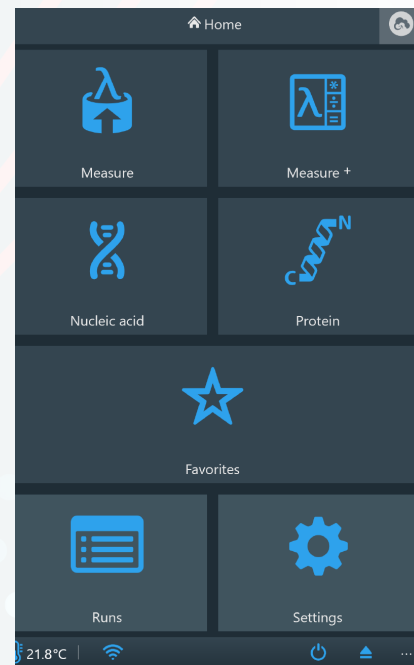 Home
λ
λ * ÷ =
Measure
Measure +
N
C
Nucleic acid
Protein
Favorites
Runs
Settings
21.8°C
...